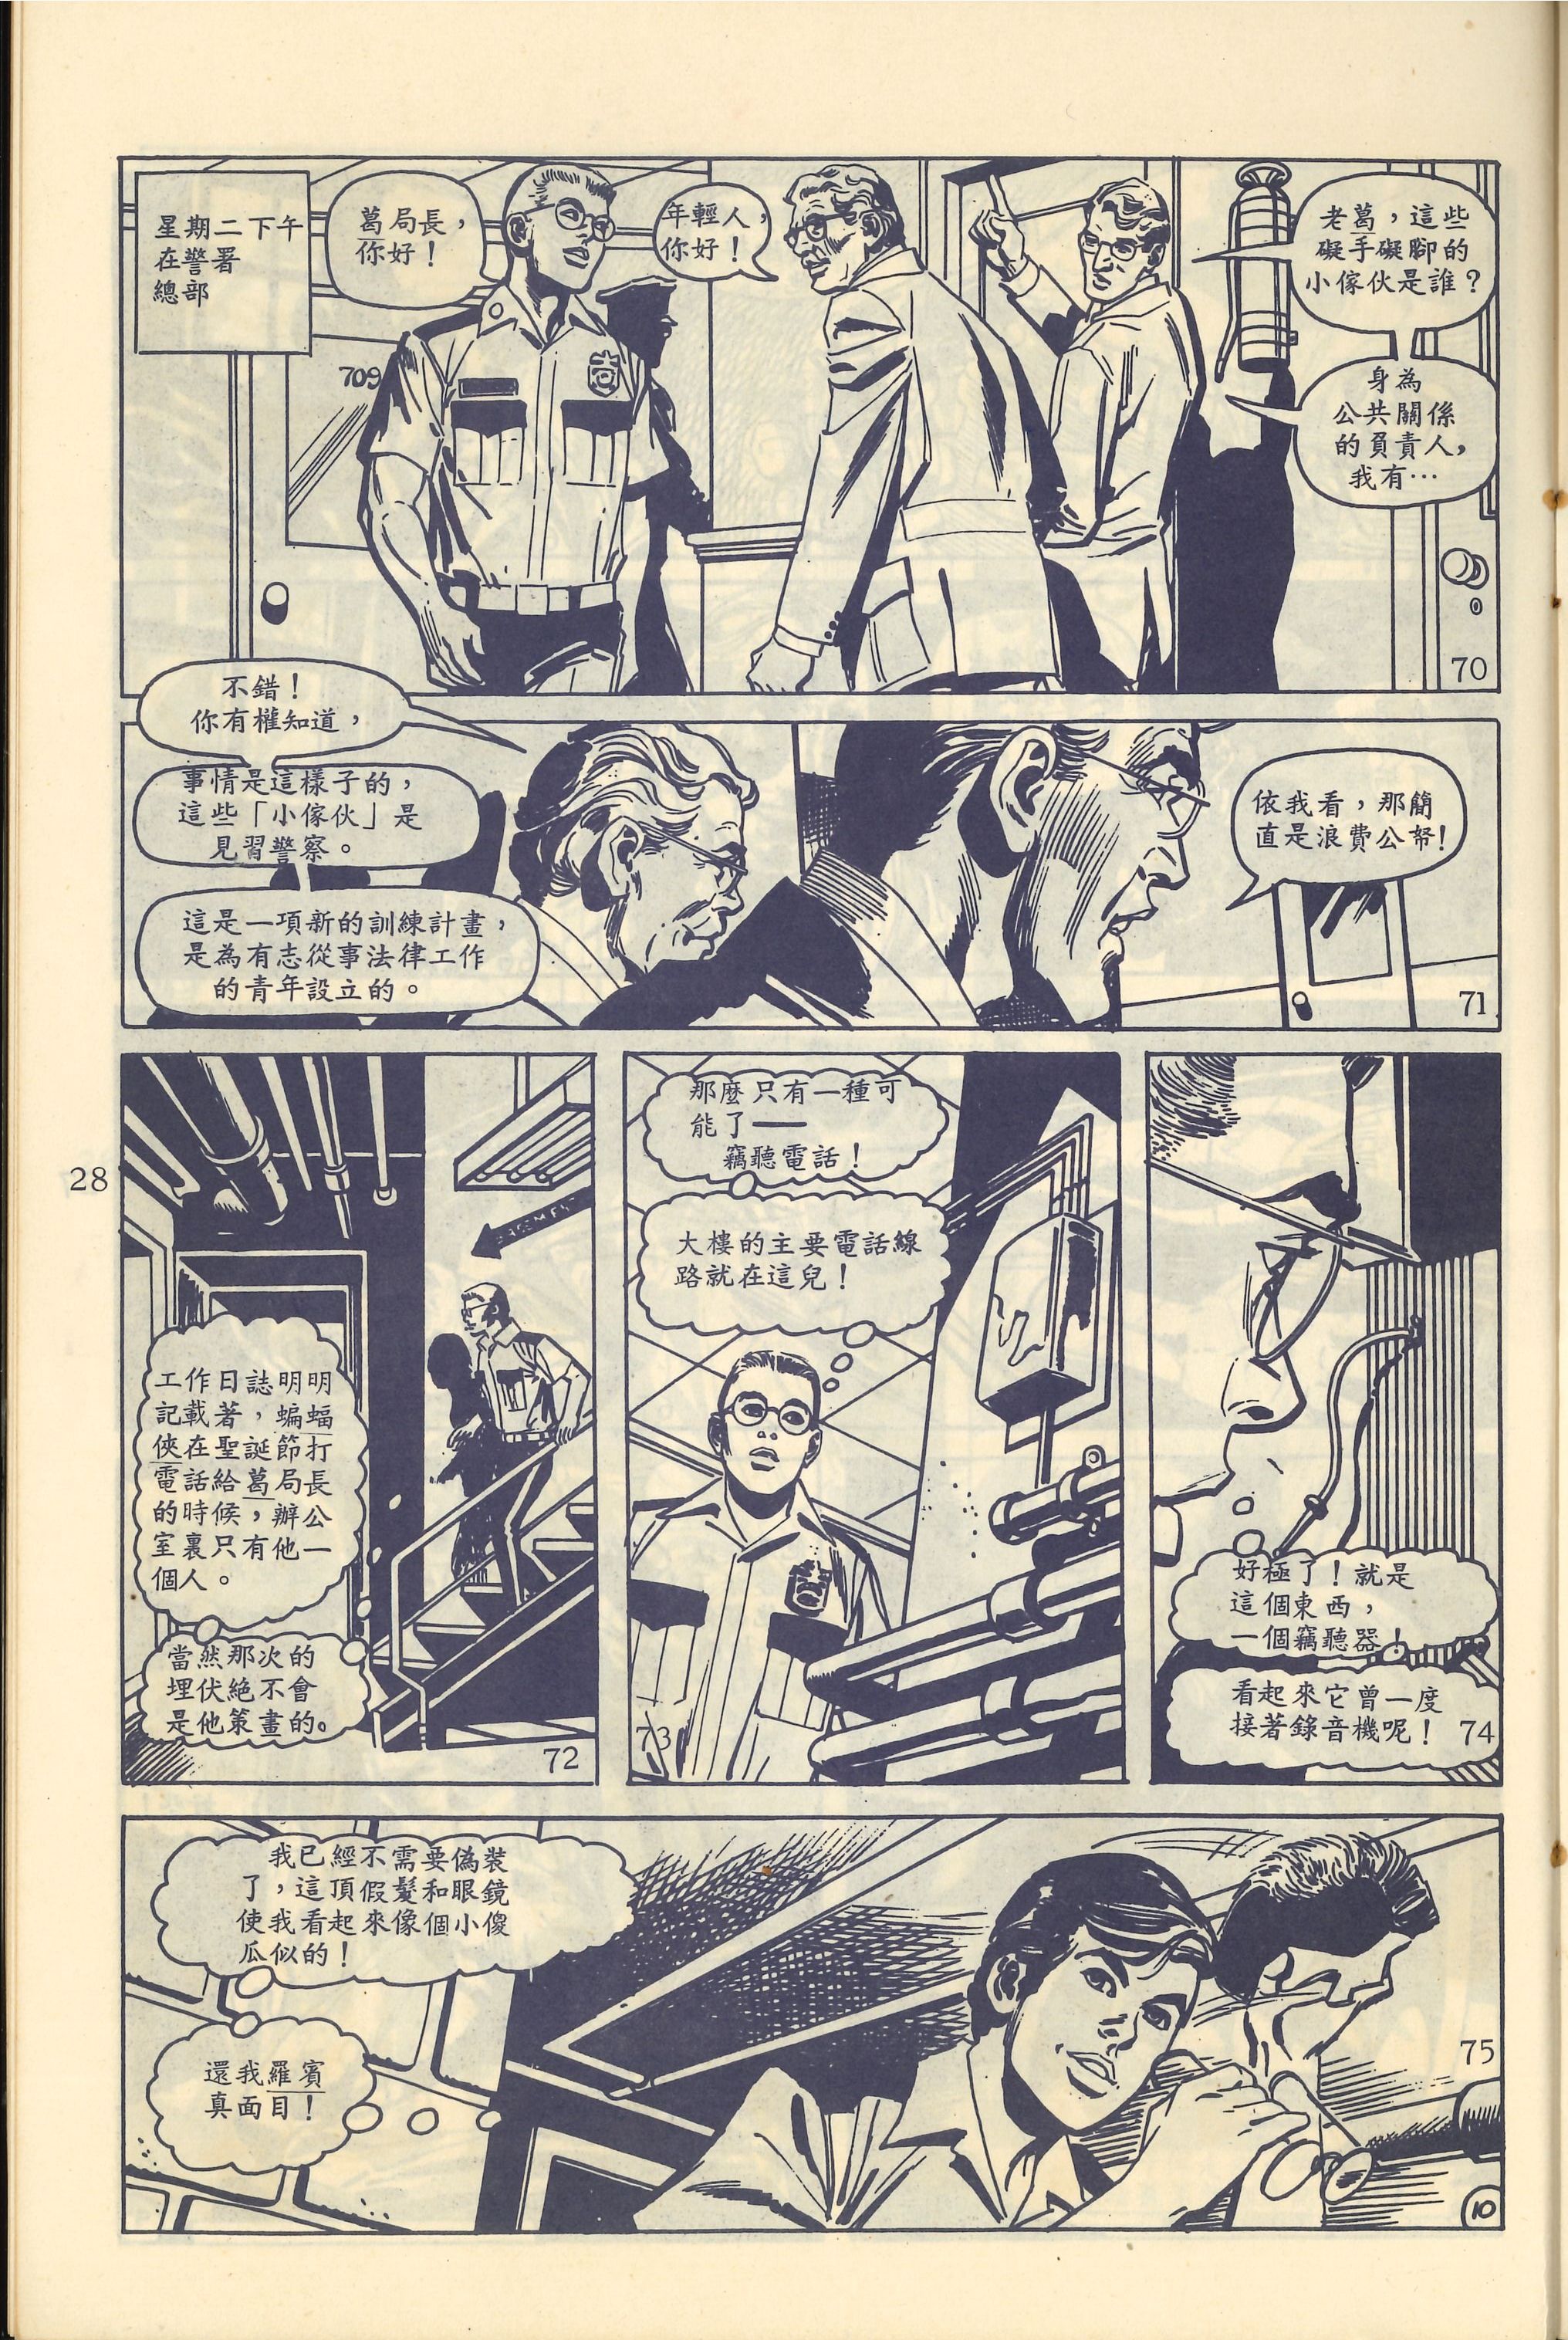 星期二下午
在警署
總部
葛局長，
你好！
年輕人，
你好！
老葛，這些
礙手礙腳的
小傢伙是誰？
身為
公共關係
的負責人，
我有…
709
70
不錯！
你有權知道，
事情是這樣子的，
這些「小傢伙」是
見習警察。
這是一項新的訓練計畫，
是為有志從事法律工作
的青年設立的。
依我看，那簡
直是浪費公帑！
71
28
工作日誌明明
記載著，蝙蝠
俠在聖誕節打
電話給葛局長
的時候，辦公
室裏只有他一
個人。
當然那次的
埋伏絕不會
是他策畫的。
72
那麼只有一種可
能了——
竊聽電話！
大樓的主要電話線
路就在這兒！
73
好極了！就是
這個東西，
一個竊聽器！
看起來它曾一度
接著錄音機呢！
74
我已經不需要偽裝
了，這頂假髮和眼鏡
使我看起來像個小傻
瓜似的！
還我羅賓
真面目！
75
10